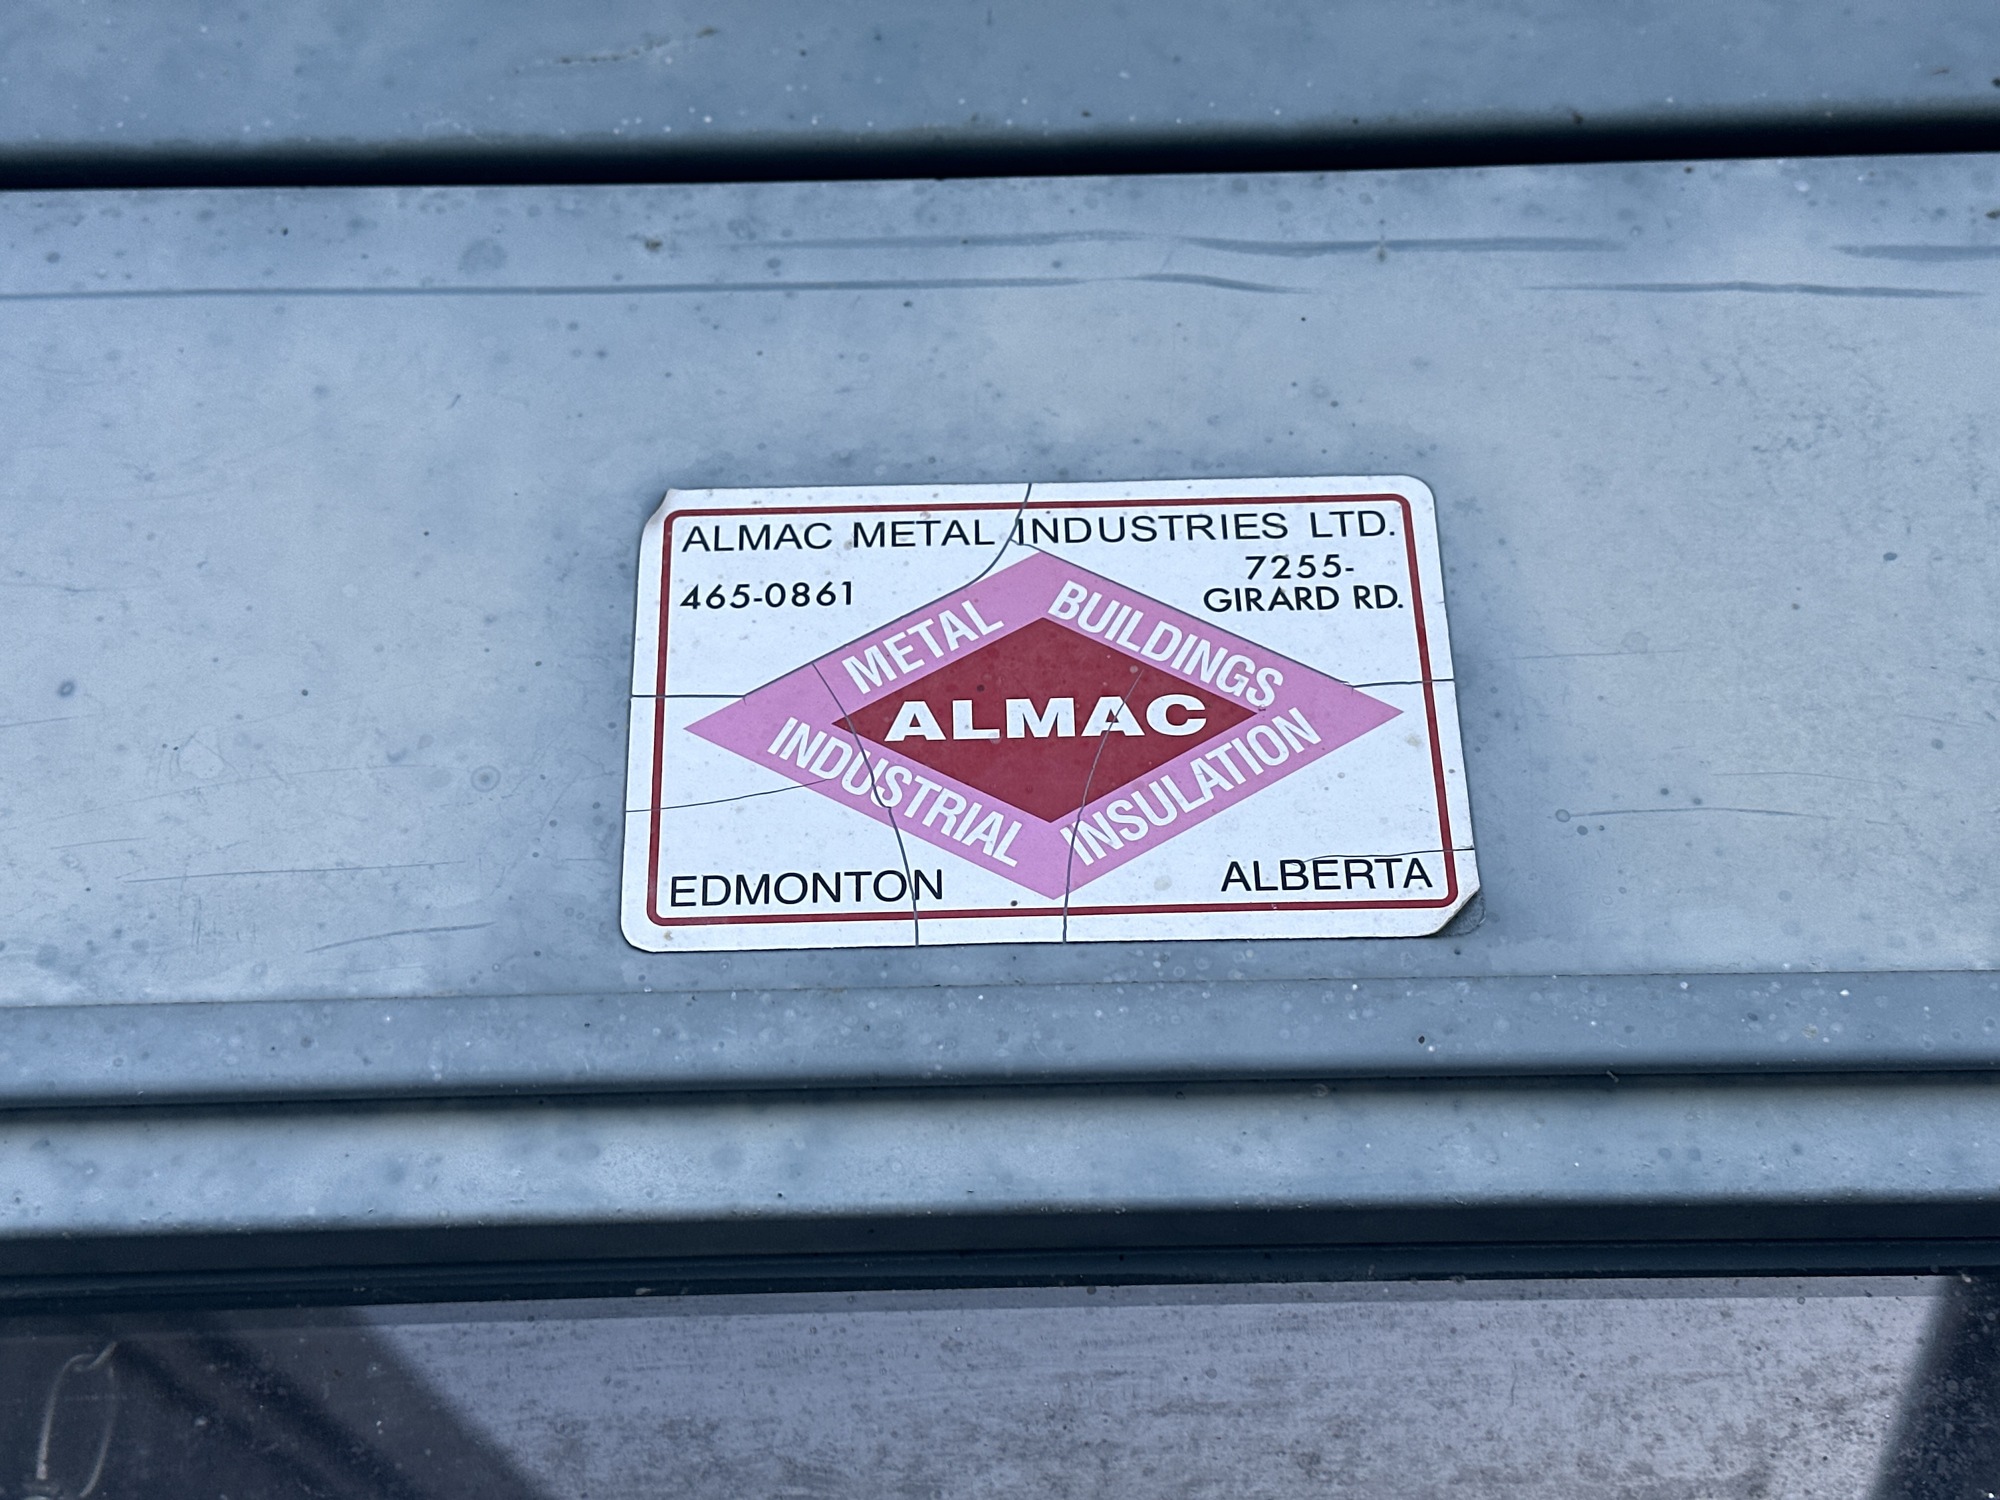 ALMAC METAL INDUSTRIES LTD.
465-0861
7255-
GIRARD RD.
METAL BUILDINGS
ALMAC
INDUSTRIAL INSULATION
EDMONTON ALBERTA